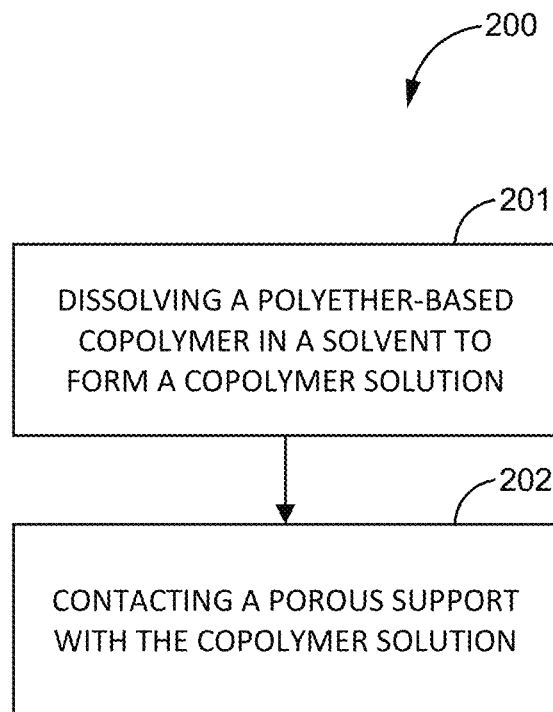 200
201
DISSOLVING A POLYETHER-BASED
COPOLYMER IN A SOLVENT TO
FORM A COPOLYMER SOLUTION
202
CONTACTING A POROUS SUPPORT
WITH THE COPOLYMER SOLUTION